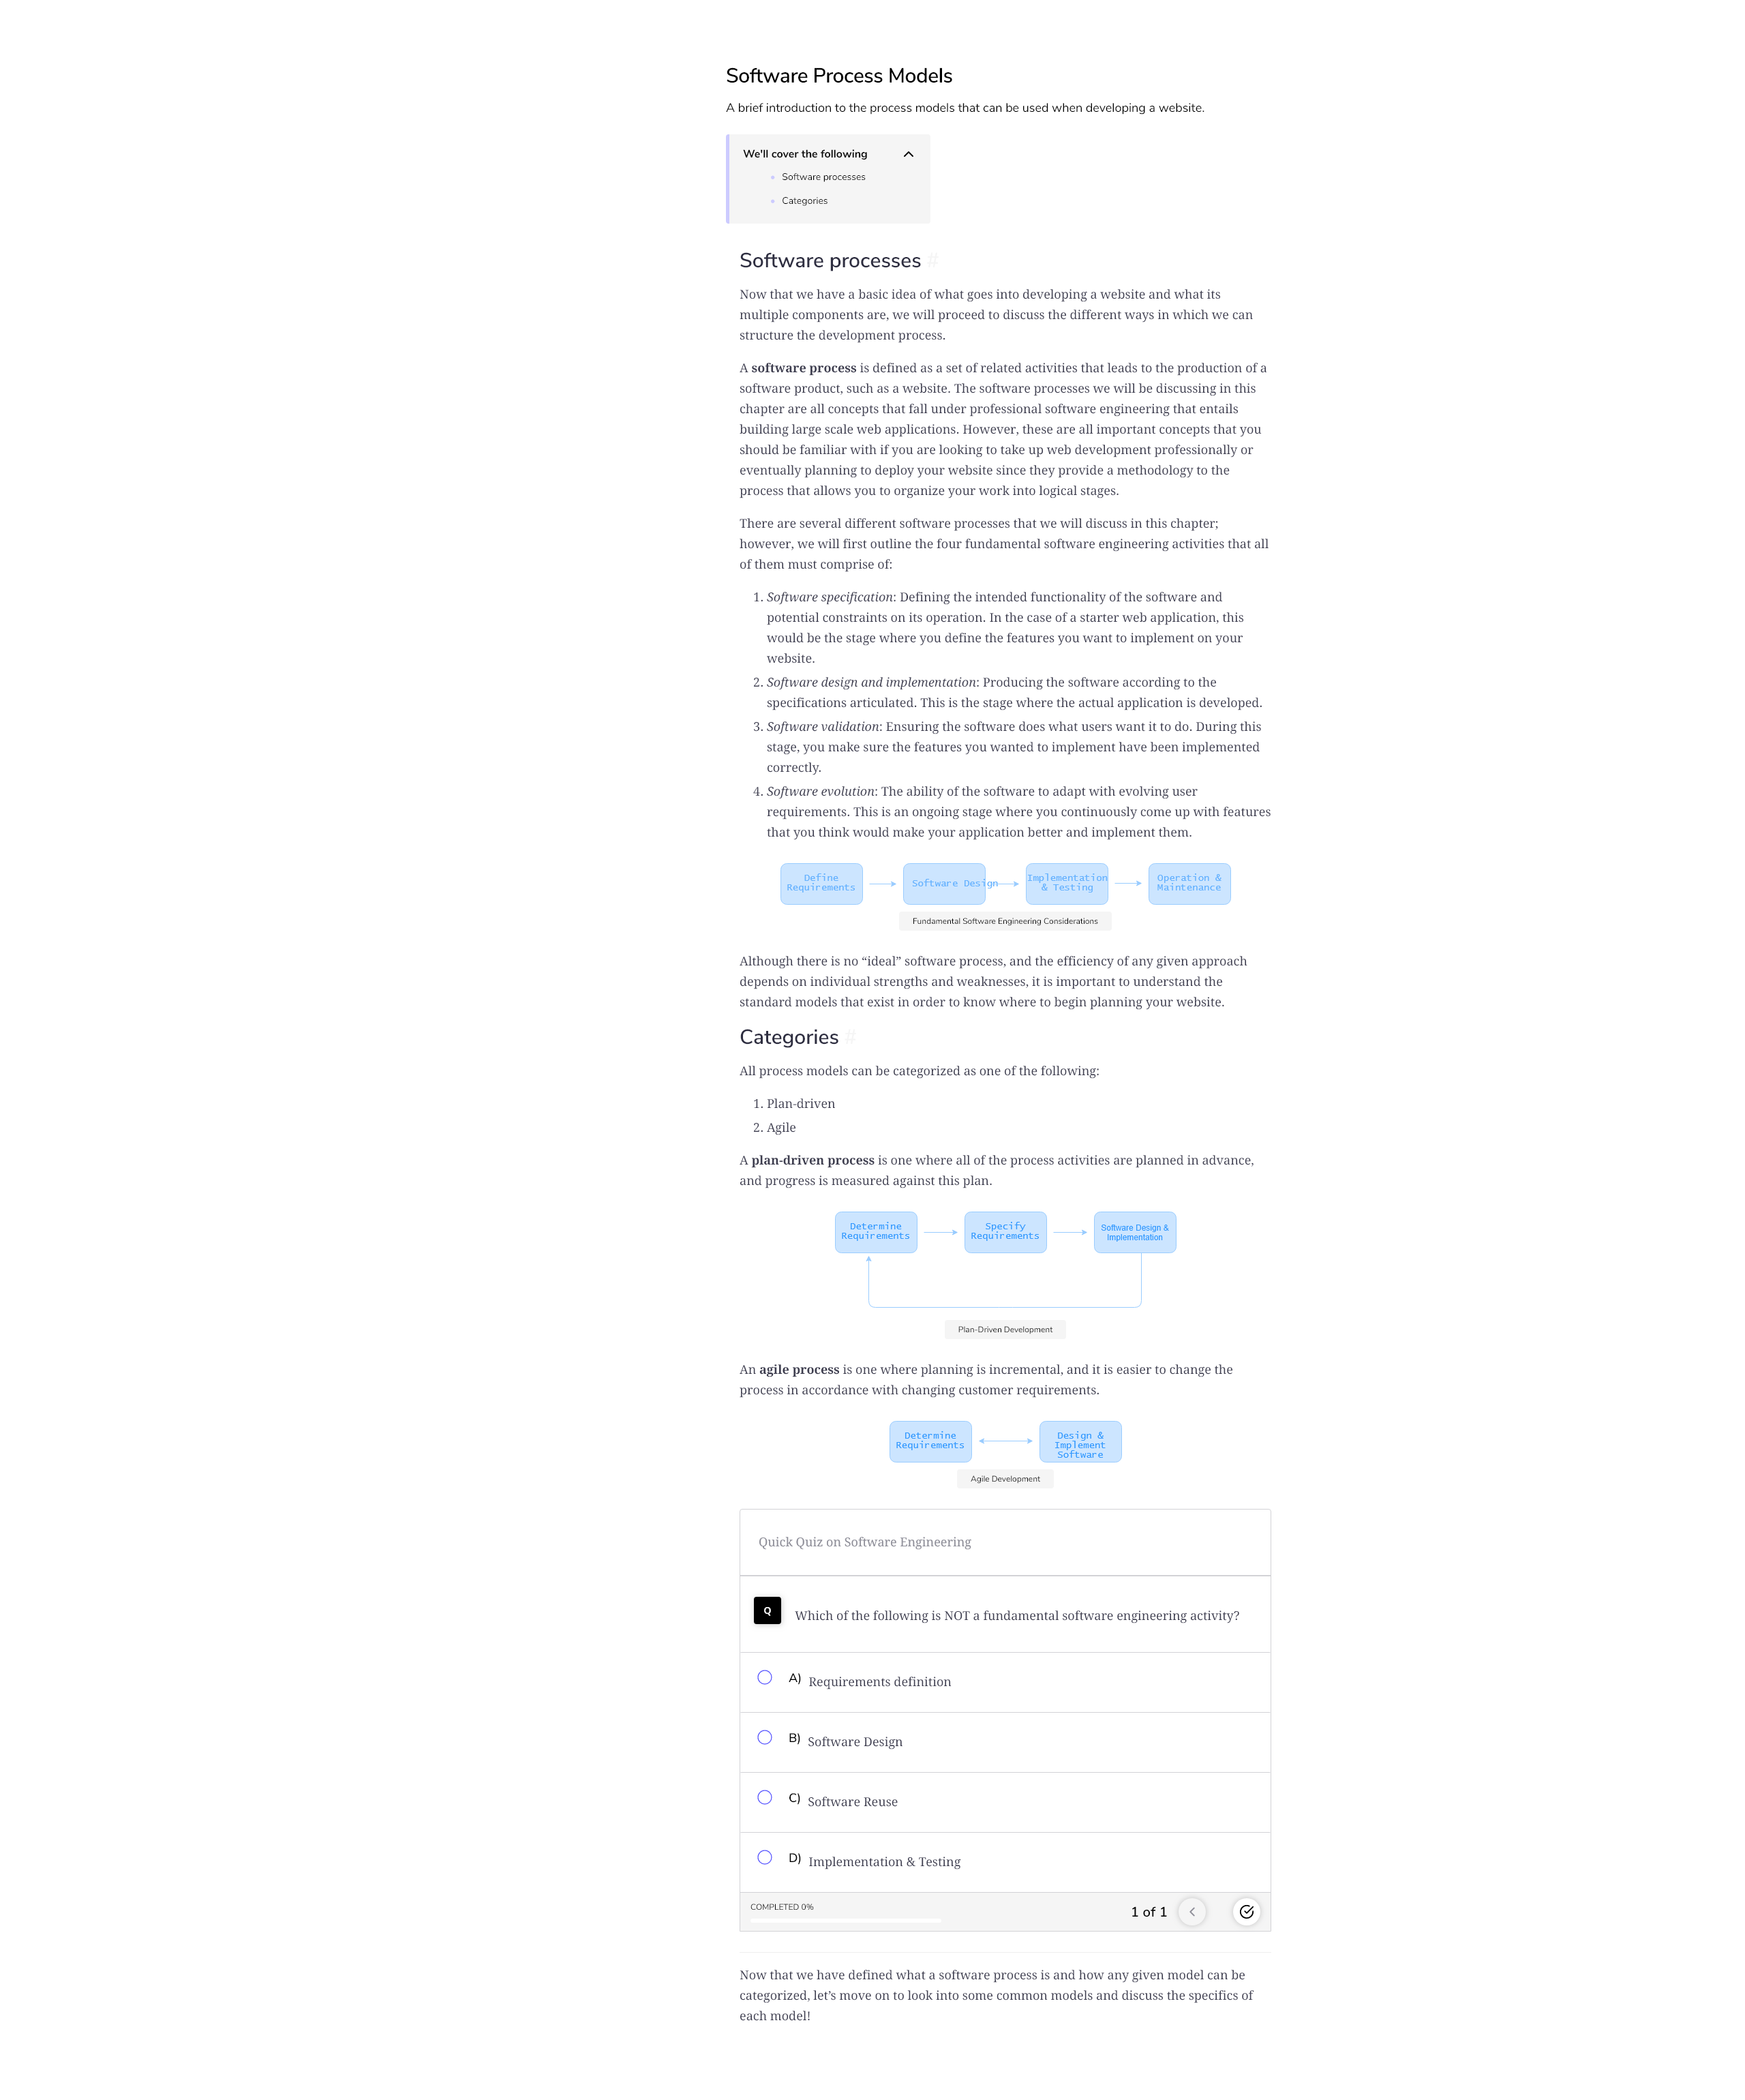 Software Process Models
A brief introduction to the process models that can be used when developing a website.
We'll cover the following
Software processes
Categories
Software processes #
Now that we have a basic idea of what goes into developing a website and what its
multiple components are, we will proceed to discuss the different ways in which we can
structure the development process.
A software process is defined as a set of related activities that leads to the production of a
software product, such as a website. The software processes we will be discussing in this
chapter are all concepts that fall under professional software engineering that entails
building large scale web applications. However, these are all important concepts that you
should be familiar with if you are looking to take up web development professionally or
eventually planning to deploy your website since they provide a methodology to the
process that allows you to organize your work into logical stages.
There are several different software processes that we will discuss in this chapter;
however, we will first outline the four fundamental software engineering activities that all
of them must comprise of:
1. Software specification: Defining the intended functionality of the software and
potential constraints on its operation. In the case of a starter web application, this
would be the stage where you define the features you want to implement on your
website.
2. Software design and implementation: Producing the software according to the
specifications articulated. This is the stage where the actual application is developed.
3. Software validation: Ensuring the software does what users want it to do. During this
stage, you make sure the features you wanted to implement have been implemented
correctly.
4. Software evolution: The ability of the software to adapt with evolving user
requirements. This is an ongoing stage where you continuously come up with features
that you think would make your application better and implement them.
Define
Requirements
Software Design
Implementation
& Testing
Operation &
Maintenance
Fundamental Software Engineering Considerations
Although there is no “ideal” software process, and the efficiency of any given approach
depends on individual strengths and weaknesses, it is important to understand the
standard models that exist in order to know where to begin planning your website.
Categories #
All process models can be categorized as one of the following:
1. Plan-driven
2. Agile
A plan-driven process is one where all of the process activities are planned in advance,
and progress is measured against this plan.
Determine
Requirements
Specify
Requirements
Software Design &
Implementation
Plan-Driven Development
An agile process is one where planning is incremental, and it is easier to change the
process in accordance with changing customer requirements.
Determine
Requirements
Design &
Implement
Software
Agile Development
Quick Quiz on Software Engineering
Q
Which of the following is NOT a fundamental software engineering activity?
A) Requirements definition
B) Software Design
C) Software Reuse
D) Implementation & Testing
COMPLETED 0%
1 of 1
Now that we have defined what a software process is and how any given model can be
categorized, let’s move on to look into some common models and discuss the specifics of
each model!